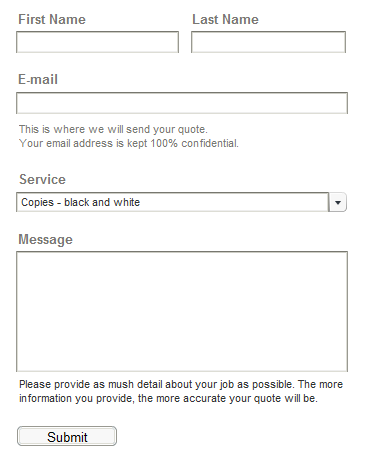 First Name Last Name
E-mail
This is where we will send your quote.
Your email address is kept 100% confidential.
Service
Copies - black and white
Message
Please provide as mush detail about your job as possible. The more
information you provide, the more accurate your quote will be.
Submit